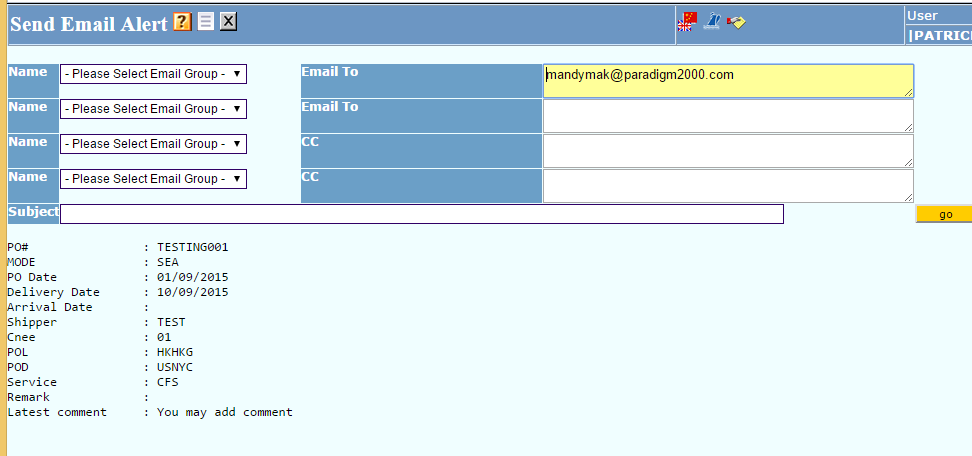 Send Email Alert ? X
User
|PATRIC
Name - Please Select Email Group - Email To mandymak@paradigm2000.com
Name - Please Select Email Group - Email To
Name - Please Select Email Group - CC
Name - Please Select Email Group - CC
Subject go
PO# : TESTING001
MODE : SEA
PO Date : 01/09/2015
Delivery Date : 10/09/2015
Arrival Date :
Shipper : TEST
Cnee : 01
POL : HKHKG
POD : USNYC
Service : CFS
Remark :
Latest comment : You may add comment